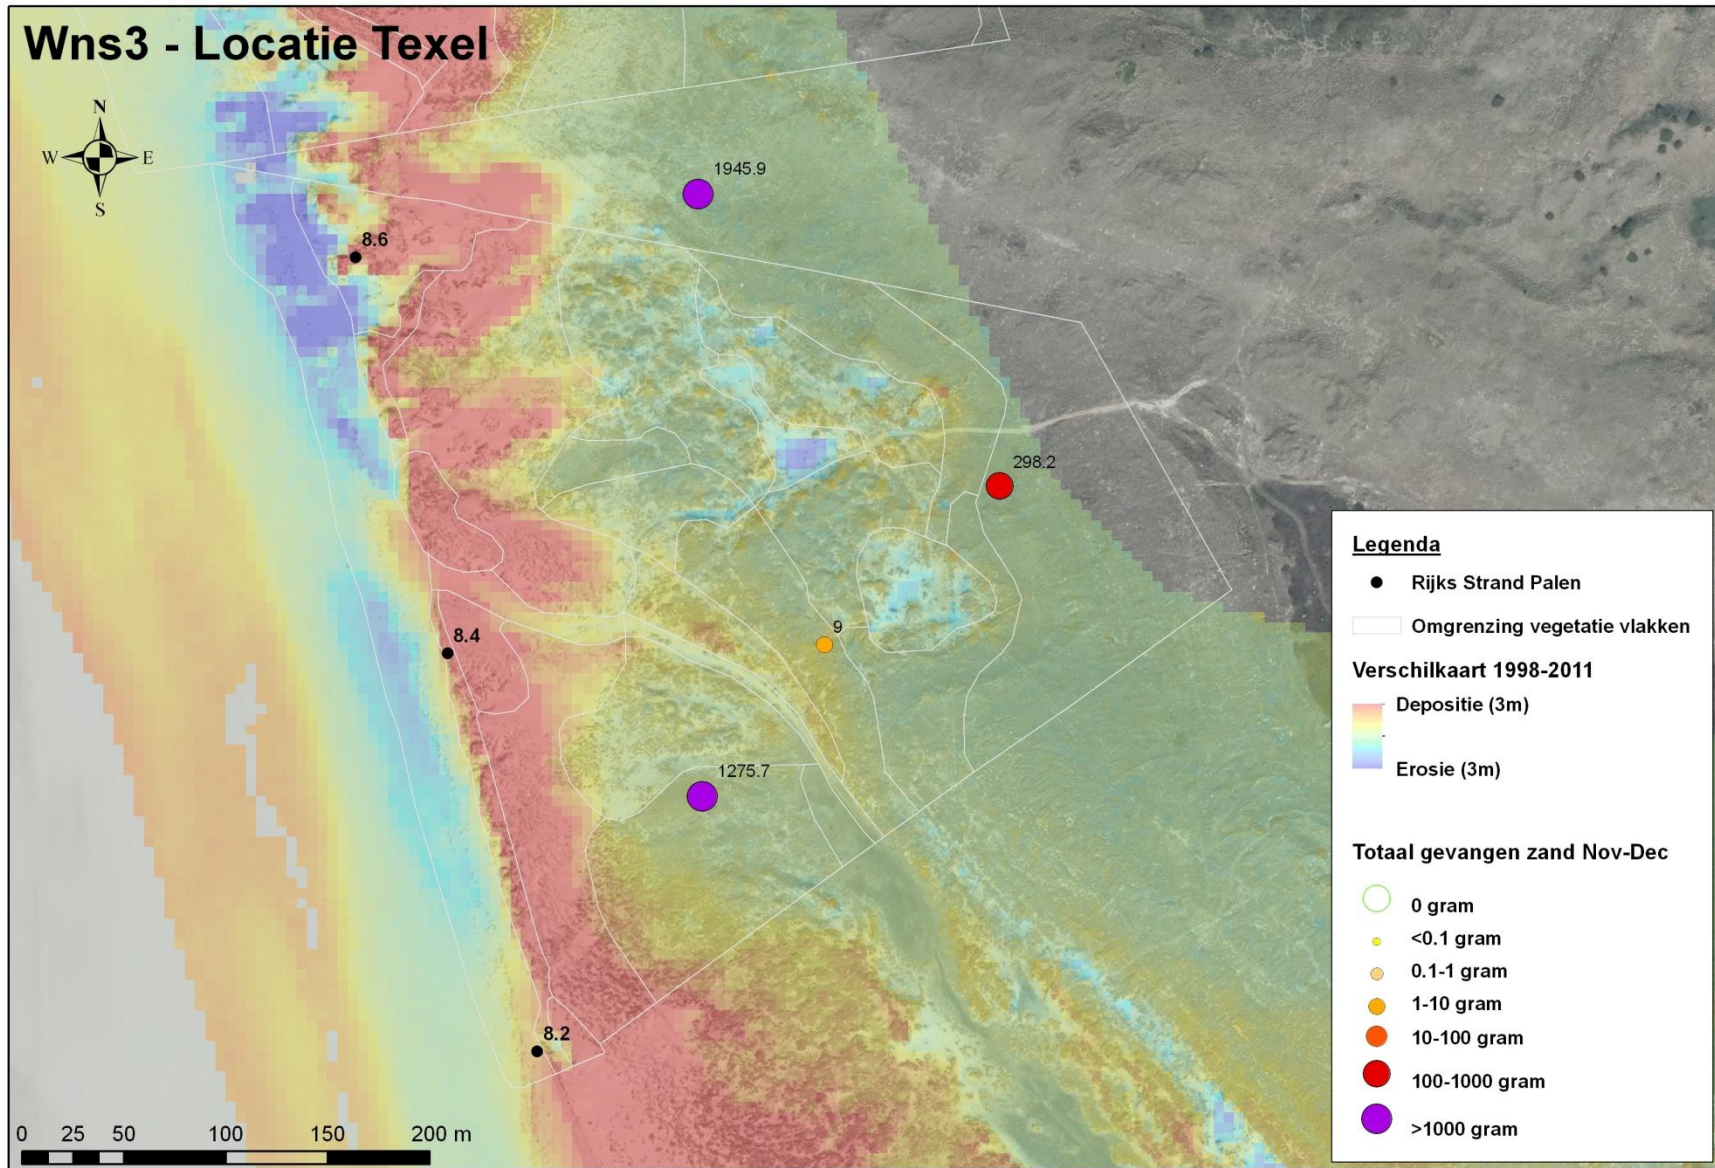 Wns3 - Locatie Texel
N
W E
S
1945.9
8.6
298.2
9
8.4
1275.7
8.2
0 25 50 100 150 200 m
Legenda
Rijks Strand Palen
Omgrenzing vegetatie vlakken
Verschilkaart 1998-2011
Depositie (3m)
Erosie (3m)
Totaal gevangen zand Nov-Dec
0 gram
<0.1 gram
0.1-1 gram
1-10 gram
10-100 gram
100-1000 gram
>1000 gram